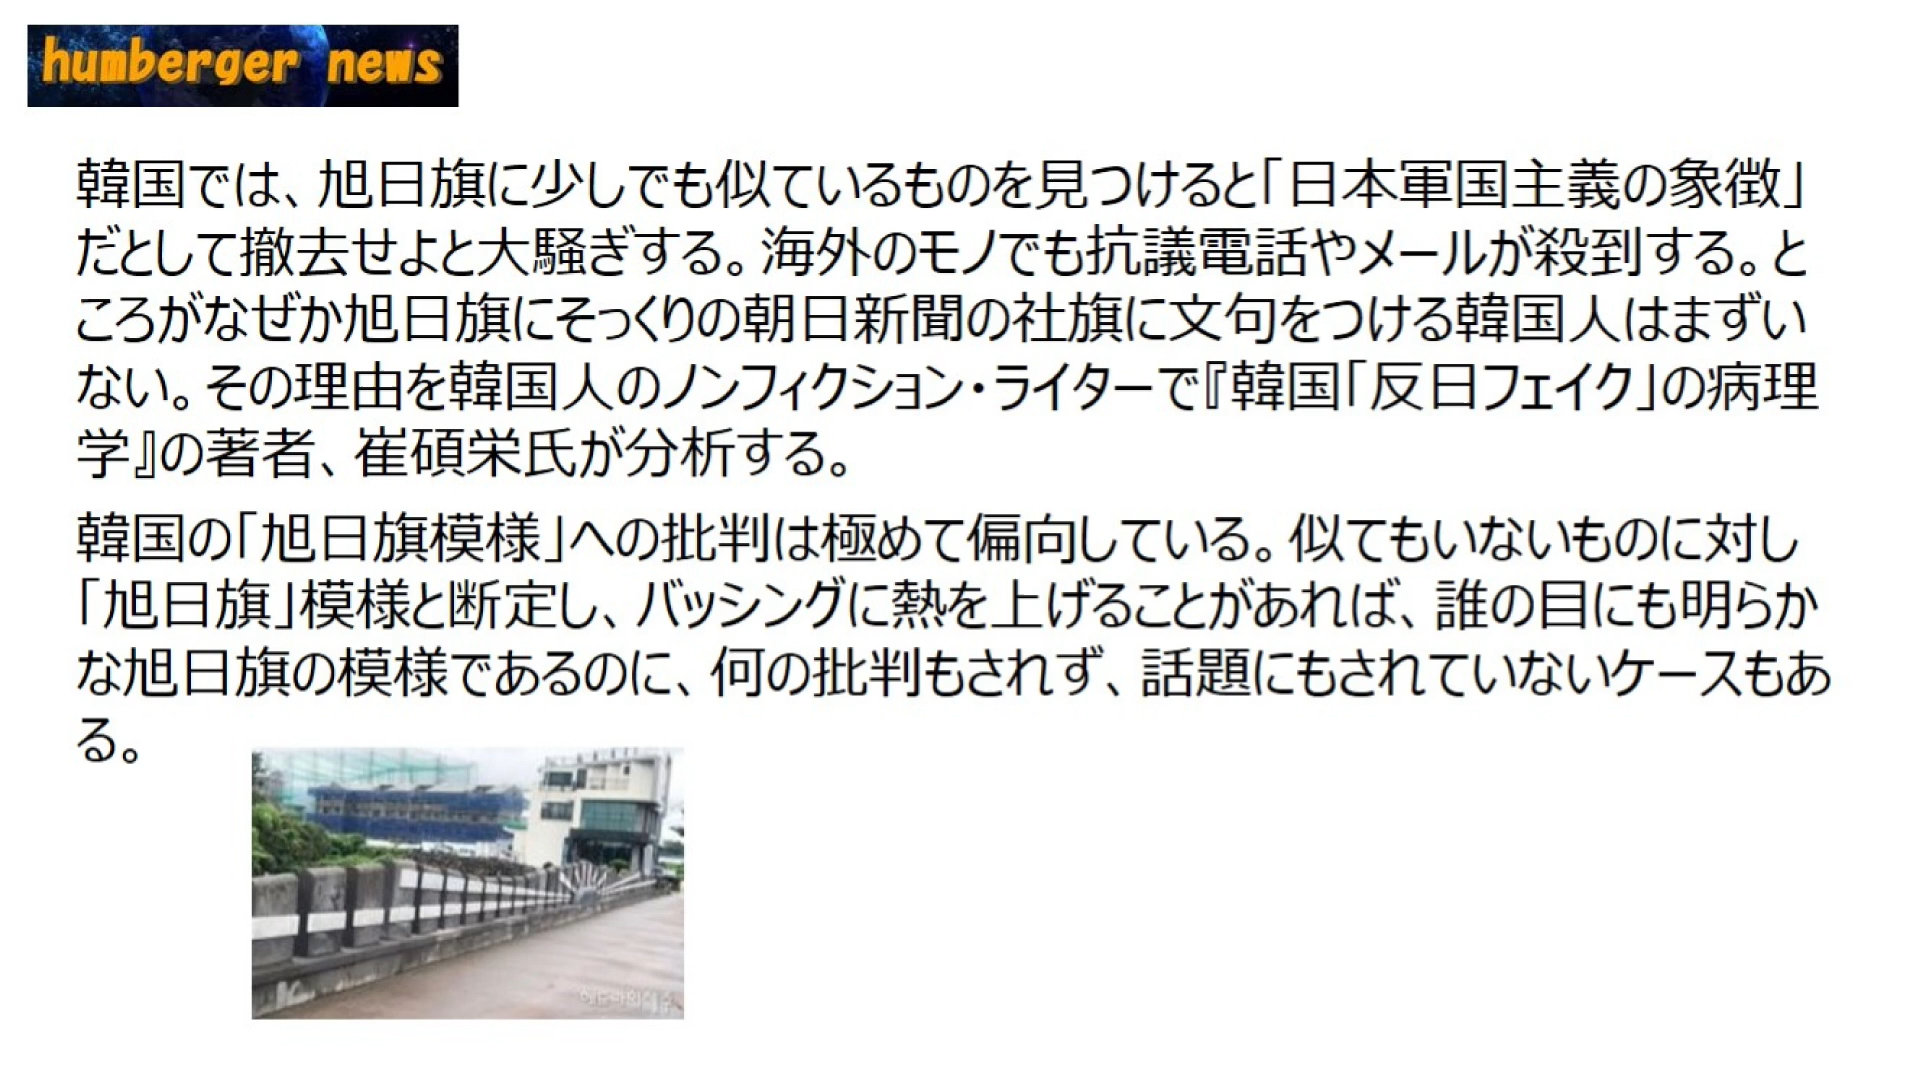 humberger news
韓国では、旭日旗に少しでも似ているものを見つけると「日本軍国主義の象徴」
だとして撤去せよと大騒ぎする。海外のモノでも抗議電話やメールが殺到する。と
ころがなぜか旭日旗にそっくりの朝日新聞の社旗に文句をつける韓国人はまずい
ない。その理由を韓国人のノンフィクション・ライターで『韓国「反日フェイク」の病理
学』の著者、崔碩栄氏が分析する。
韓国の「旭日旗模様」への批判は極めて偏向している。似てもいないものに対し
「旭日旗」模様と断定し、バッシングに熱を上げることがあれば、誰の目にも明らか
な旭日旗の模様であるのに、何の批判もされず、話題にもされていないケースもあ
る。